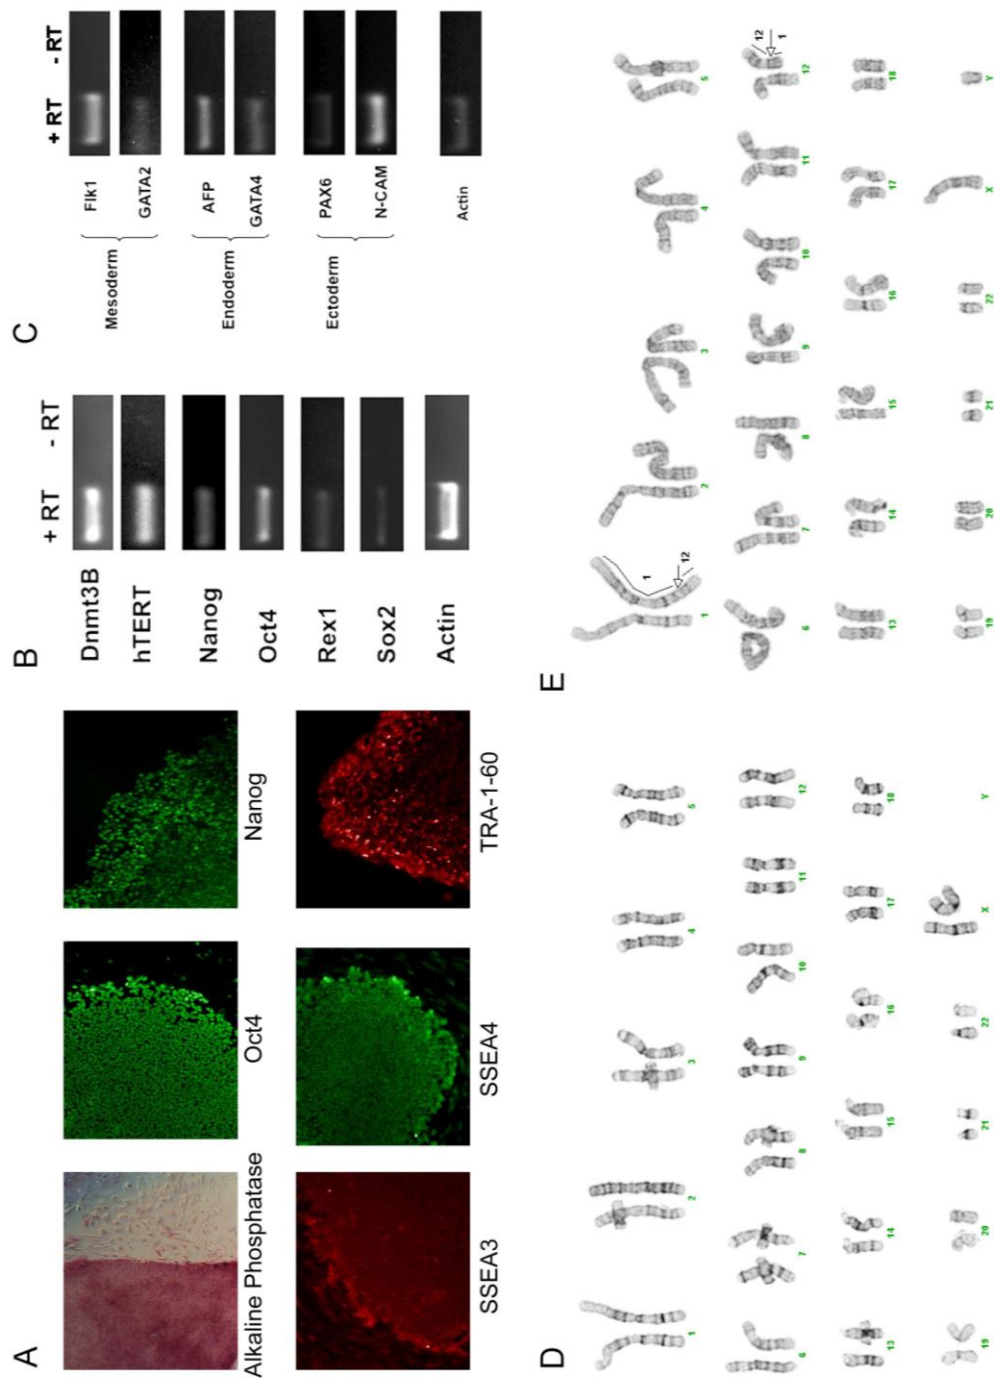 A
Alkaline Phosphatase
Oct4
Nanog
SSEA3
SSEA4
TRA-1-60
B
+ RT - RT
Dnmt3B
hTERT
Nanog
Oct4
Rex1
Sox2
Actin
C
+ RT - RT
Mesoderm
Flk1
GATA2
Endoderm
AFP
GATA4
Ectoderm
PAX6
N-CAM
Actin
D
1 2 3 4 5
6 7 8 9 10 11 12
13 14 15 16 17 18
19 20 21 22 X Y
E
1 12
1 2 3 4 5
12 1
6 7 8 9 10 11 12
13 14 15 16 17 18
19 20 21 22 X Y